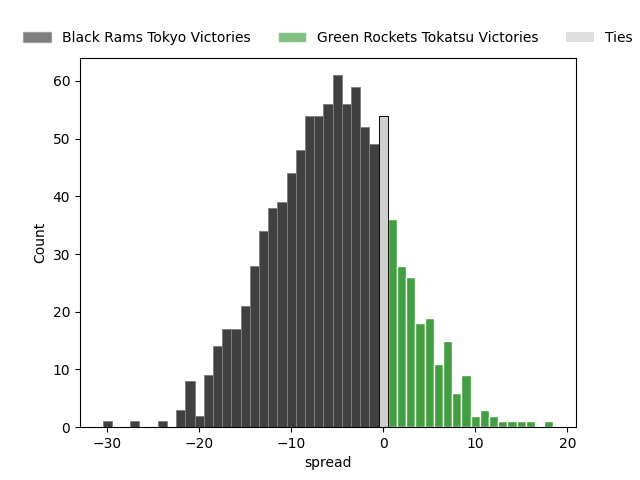 Black Rams Tokyo Victories Green Rockets Tokatsu Victories Ties
60
50
40
30
20
10
0
Count
−30 −20 −10 0 10 20
spread